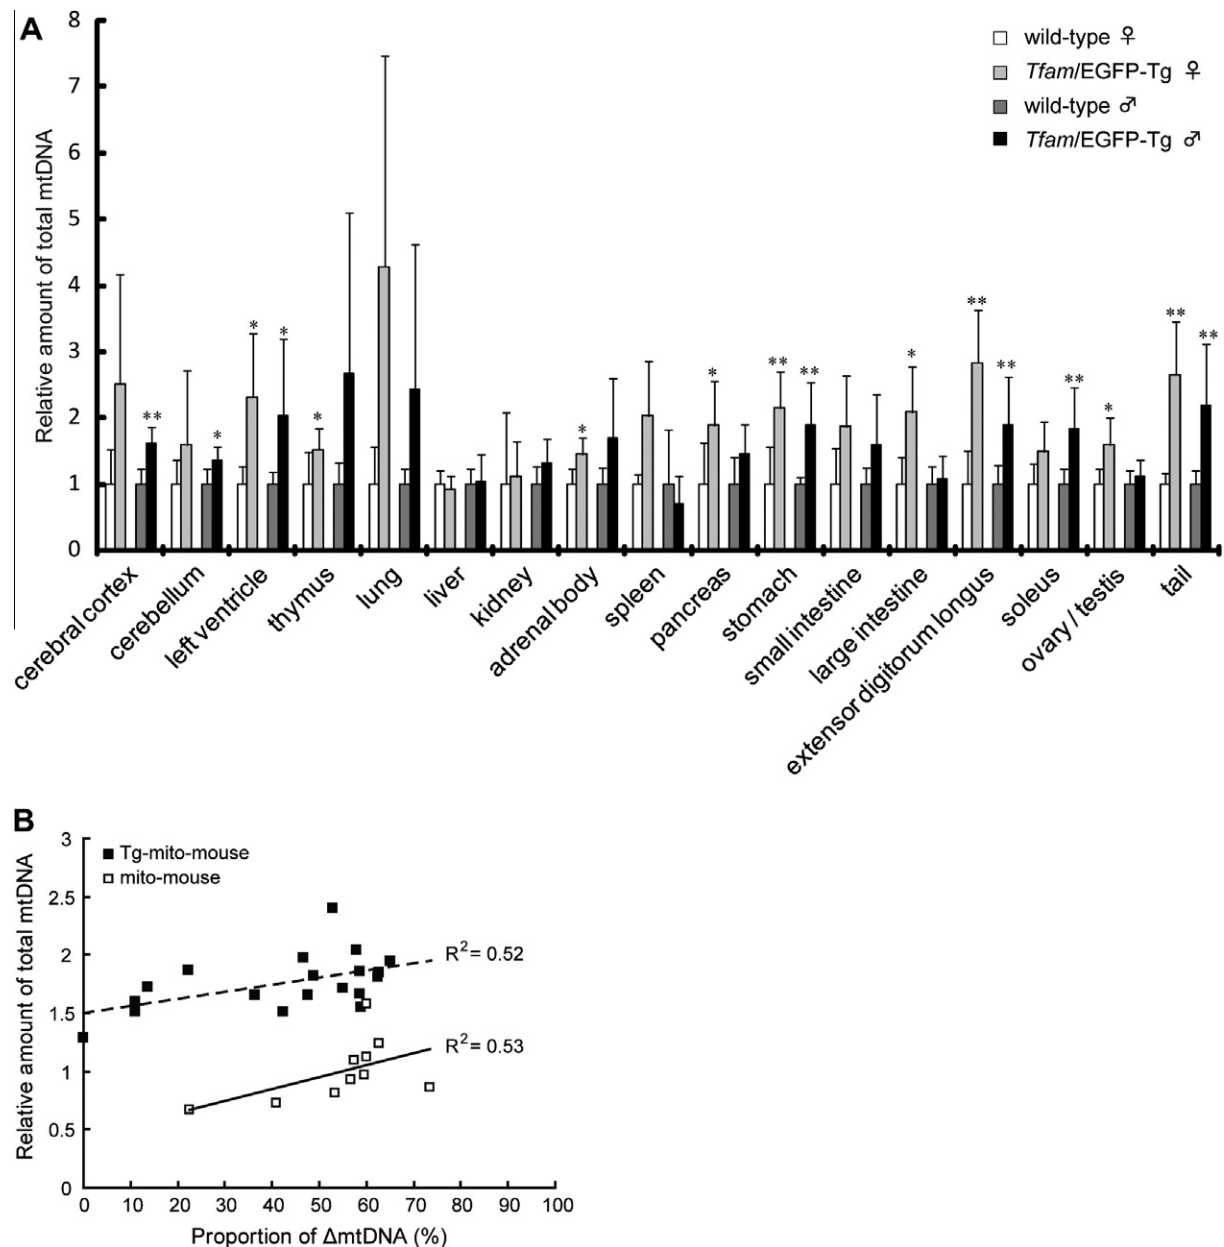 A
8
7
6
5
4
3
2
1
0
Relative amount of total mtDNA
wild-type ♀
Tfam/EGFP-Tg ♀
wild-type ♂
Tfam/EGFP-Tg ♂
** * * * * * * ** ** * ** ** ** * ** **
cerebral cortex
cerebellum
left ventricle
thymus
lung
liver
kidney
adrenal body
spleen
pancreas
stomach
small intestine
large intestine
extensor digitorum longus
soleus
ovary / testis
tail
B
3
2.5
2
1.5
1
0.5
0
Relative amount of total mtDNA
Tg-mito-mouse
mito-mouse
R²= 0.52
R²= 0.53
0 10 20 30 40 50 60 70 80 90 100
Proportion of ΔmtDNA (%)